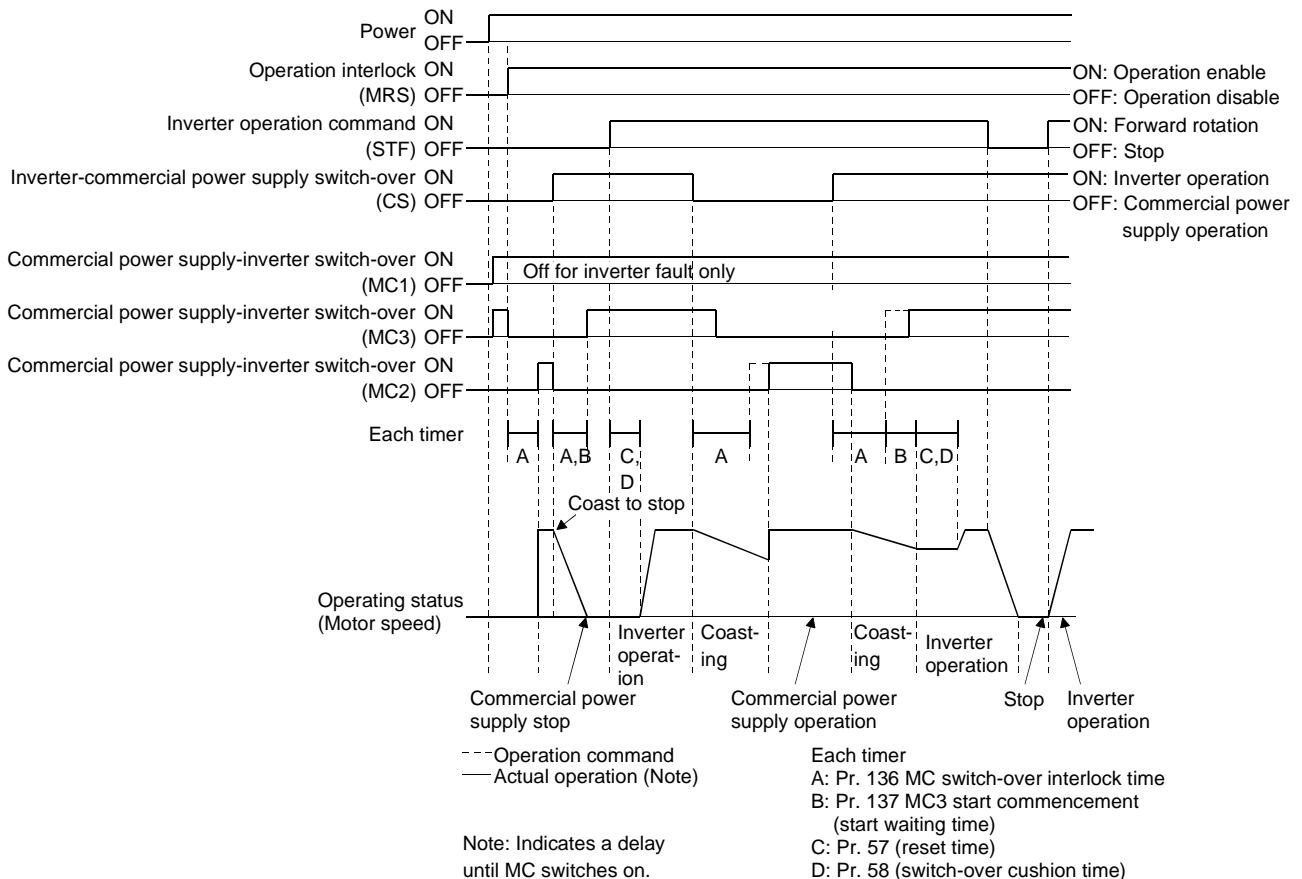 Power ON
OFF
Operation interlock ON
(MRS) OFF
ON: Operation enable
OFF: Operation disable
Inverter operation command ON
(STF) OFF
ON: Forward rotation
OFF: Stop
Inverter-commercial power supply switch-over ON
(CS) OFF
ON: Inverter operation
OFF: Commercial power
supply operation
Commercial power supply-inverter switch-over ON
(MC1) OFF
Off for inverter fault only
Commercial power supply-inverter switch-over ON
(MC3) OFF
Commercial power supply-inverter switch-over ON
(MC2) OFF
Each timer
A
A,B
C,
D
A
A
B
C,D
Coast to stop
Operating status
(Motor speed)
Inverter
operat-
ion
Coast-
ing
Coast-
ing
Inverter
operation
Commercial power
supply stop
Commercial power
supply operation
Stop
Inverter
operation
Operation command
Actual operation (Note)
Note: Indicates a delay
until MC switches on.
Each timer
A: Pr. 136 MC switch-over interlock time
B: Pr. 137 MC3 start commencement
(start waiting time)
C: Pr. 57 (reset time)
D: Pr. 58 (switch-over cushion time)